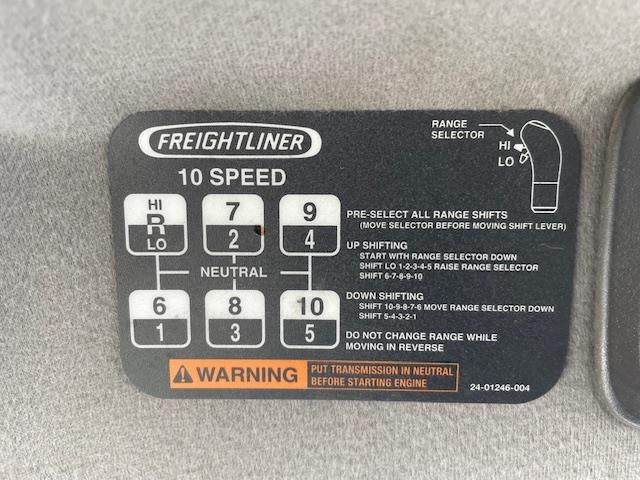 FREIGHTLINER
10 SPEED
RANGE
SELECTOR
HI
LO
HI
R
LO
7
2
9
4
NEUTRAL
6
1
8
3
10
5
PRE-SELECT ALL RANGE SHIFTS
(MOVE SELECTOR BEFORE MOVING SHIFT LEVER)
UP SHIFTING
START WITH RANGE SELECTOR DOWN
SHIFT LO 1-2-3-4-5 RAISE RANGE SELECTOR
SHIFT 6-7-8-9-10
DOWN SHIFTING
SHIFT 10-9-8-7-6 MOVE RANGE SELECTOR DOWN
SHIFT 5-4-3-2-1
DO NOT CHANGE RANGE WHILE
MOVING IN REVERSE
WARNING
PUT TRANSMISSION IN NEUTRAL
BEFORE STARTING ENGINE
24-01246-004